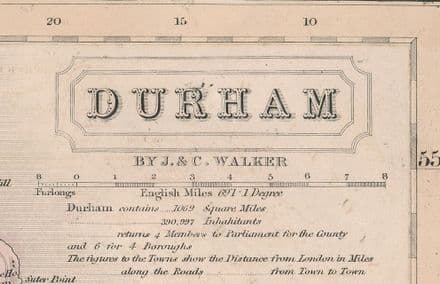 20 15 10
DURHAM
BY J. & C. WALKER
55
8 0 1 2 3 4 5 6 7 8
Furlongs English Miles 69·1 - 1 Degree
Durham contains 1069 Square Miles
390,997 Inhabitants
returns 4 Members to Parliament for the County
and 6 for 4 Boroughs
The figures to the Towns show the Distance from London in Miles
along the Roads from Town to Town
Suter Point